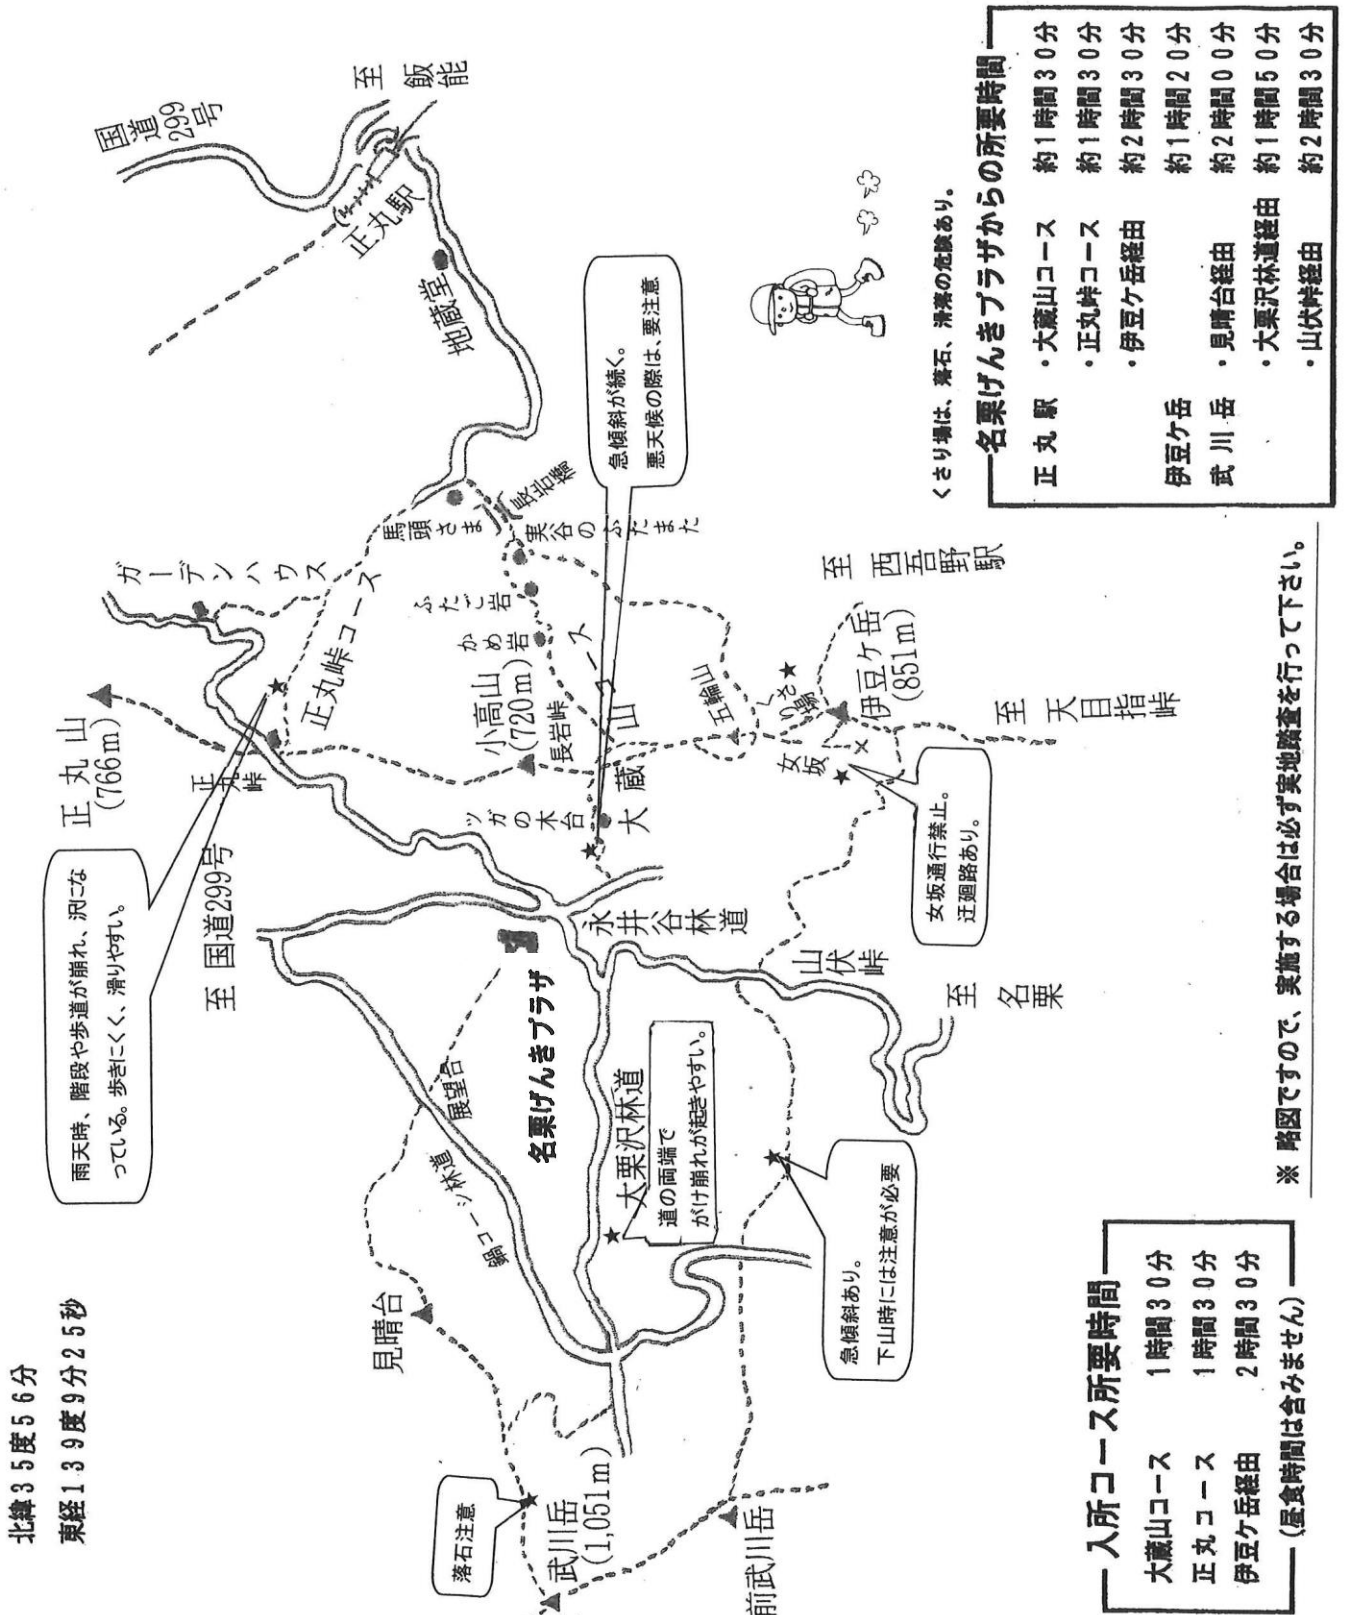 北緯３５度５６分
東経１３９度９分２５秒
国道
299号
至 飯能
正丸駅
地蔵堂
正丸山
(766m)
ガーデンハウス
正丸峠
正丸峠コース
馬頭さま
長岩橋
実谷のふたまた
ふたご岩
かめ岩
小高山
(720m)
長岩峠
ツガの木台
大蔵山コース
五輪山
くさり場
女坂
伊豆ヶ岳
(851m)
至 西吾野駅
至 天目指峠
至 国道299号
名栗げんきプラザ
永井谷林道
山伏峠
至 名栗
展望台
鍋コージ林道
大栗沢林道
見晴台
武川岳
(1,051m)
前武川岳
雨天時、階段や歩道が崩れ、沢にな
っている。歩きにくく、滑りやすい。
急傾斜が続く。
悪天候の際は、要注意
女坂通行禁止。
迂廻路あり。
道の両端で
がけ崩れが起きやすい。
急傾斜あり。
下山時には注意が必要
落石注意
くさり場は、落石、滑落の危険あり。
名栗げんきプラザからの所要時間
正丸駅 ・大蔵山コース 約１時間３０分
・正丸峠コース 約１時間３０分
・伊豆ケ岳経由 約２時間３０分
伊豆ケ岳 約１時間２０分
武川岳 ・見晴台経由 約２時間００分
・大栗沢林道経由 約１時間５０分
・山伏峠経由 約２時間３０分
※ 略図ですので、実施する場合は必ず実地踏査を行って下さい。
入所コース所要時間
大蔵山コース １時間３０分
正丸コース １時間３０分
伊豆ケ岳経由 ２時間３０分
(昼食時間は含みません)